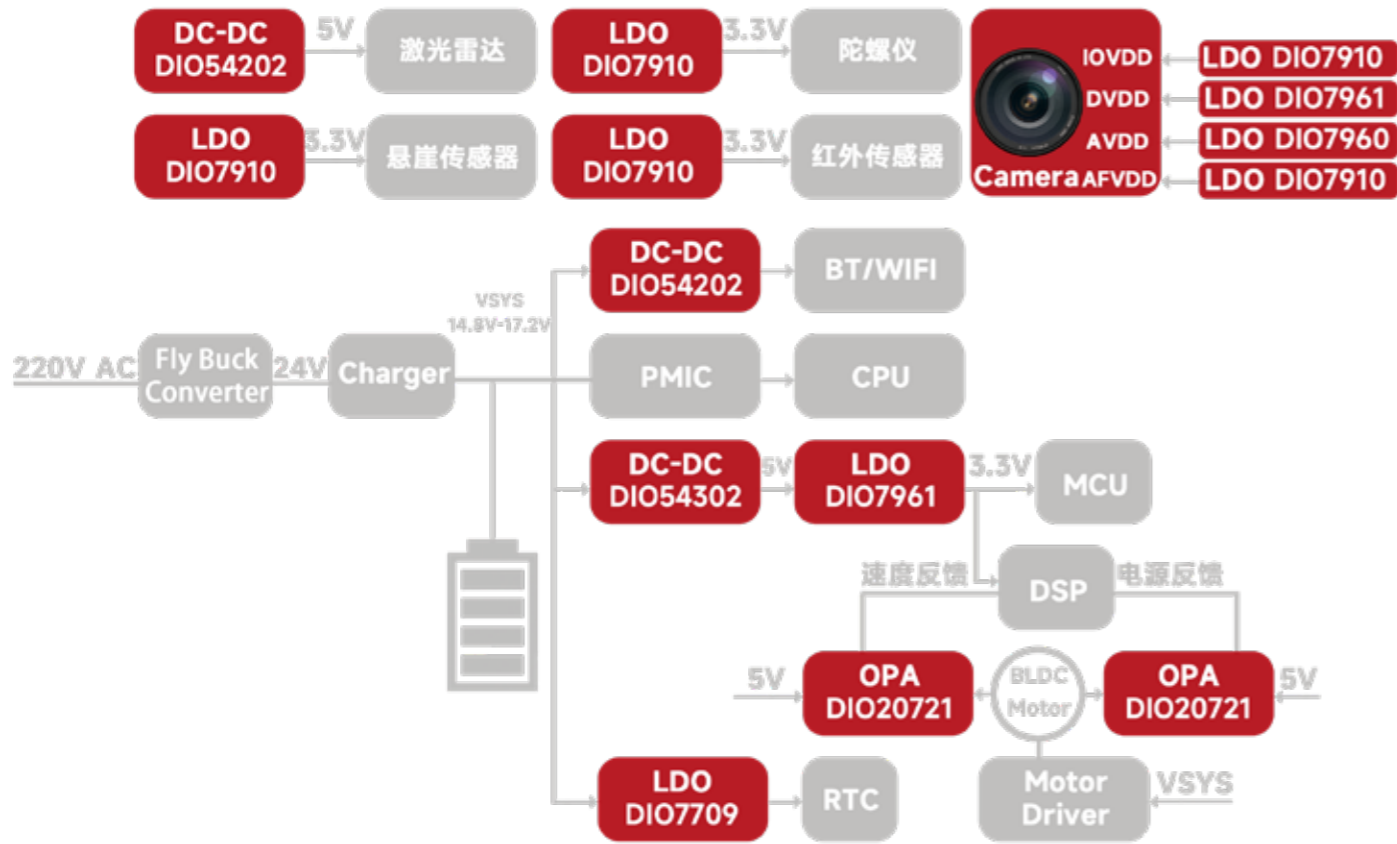 DC-DC
DIO54202
5V
激光雷达
LDO
DIO7910
3.3V
陀螺仪
LDO
DIO7910
3.3V
悬崖传感器
LDO
DIO7910
3.3V
红外传感器
IOVDD
DVDD
AVDD
Camera AFVDD
LDO DIO7910
LDO DIO7961
LDO DIO7960
LDO DIO7910
220V AC
Fly Buck
Converter
24V
Charger
VSYS
14.8V-17.2V
DC-DC
DIO54202
BT/WIFI
PMIC
CPU
DC-DC
DIO54302
5V
LDO
DIO7961
3.3V
MCU
速度反馈
DSP
电源反馈
5V
OPA
DIO20721
BLDC
Motor
OPA
DIO20721
5V
LDO
DIO7709
RTC
Motor
Driver
VSYS